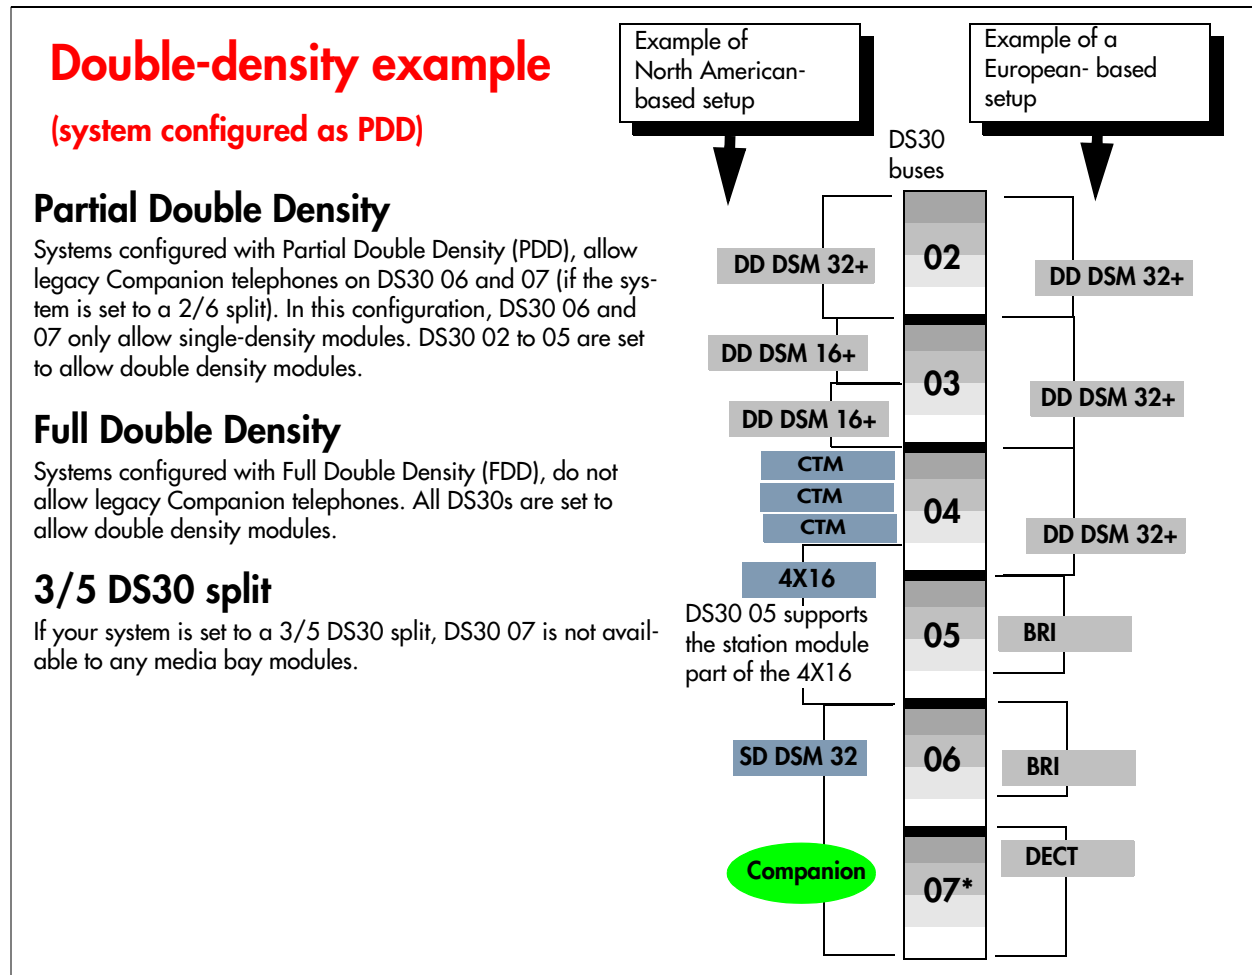 Double-density example
(system configured as PDD)
Partial Double Density
Systems configured with Partial Double Density (PDD), allow
legacy Companion telephones on DS30 06 and 07 (if the sys-
tem is set to a 2/6 split). In this configuration, DS30 06 and
07 only allow single-density modules. DS30 02 to 05 are set
to allow double density modules.
Full Double Density
Systems configured with Full Double Density (FDD), do not
allow legacy Companion telephones. All DS30s are set to
allow double density modules.
3/5 DS30 split
If your system is set to a 3/5 DS30 split, DS30 07 is not avail-
able to any media bay modules.
Example of
North American-
based setup
Example of a
European- based
setup
DS30
buses
DD DSM 32+
02
DD DSM 32+
DD DSM 16+
03
DD DSM 32+
DD DSM 16+
CTM
CTM
CTM
04
DD DSM 32+
4X16
DS30 05 supports
the station module
part of the 4X16
05
BRI
SD DSM 32
06
BRI
Companion
07*
DECT